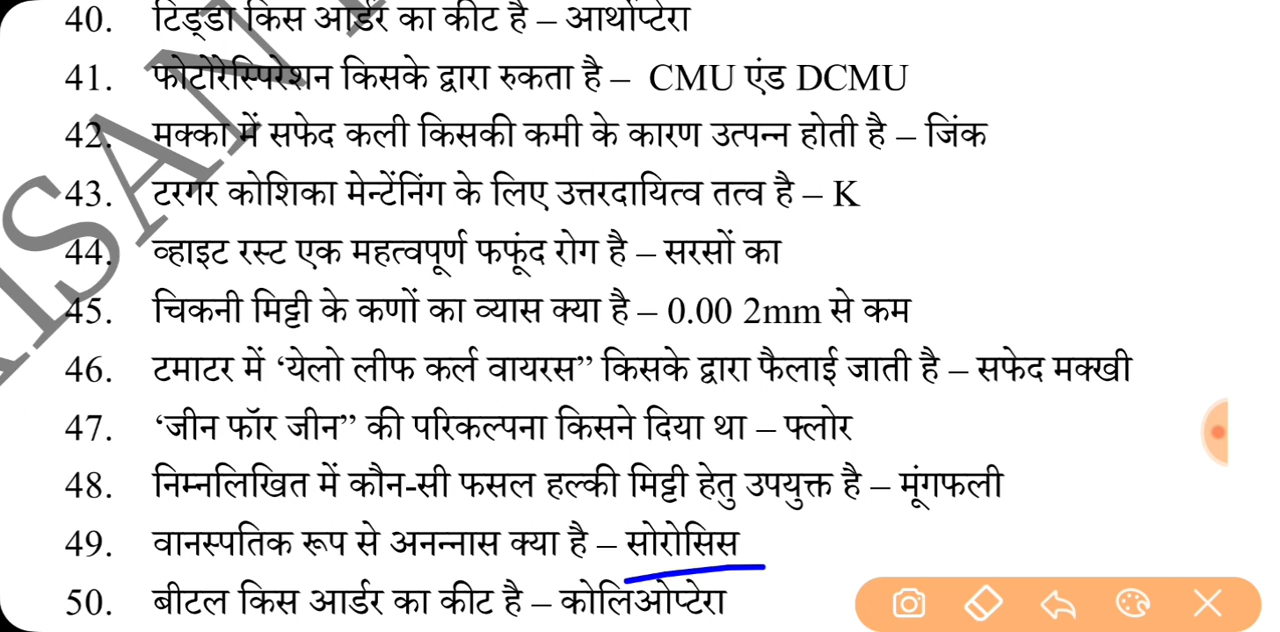 40. टिड्डा किस आर्डर का कीट है – आर्थोप्टेरा
41. फोटोरेस्पिरेशन किसके द्वारा रुकता है – CMU एंड DCMU
42. मक्का में सफेद कली किसकी कमी के कारण उत्पन्न होती है – जिंक
43. टरगर कोशिका मेन्टेंनिंग के लिए उत्तरदायित्व तत्व है – K
44. व्हाइट रस्ट एक महत्वपूर्ण फफूंद रोग है – सरसों का
45. चिकनी मिट्टी के कणों का व्यास क्या है – 0.00 2mm से कम
46. टमाटर में ‘येलो लीफ कर्ल वायरस” किसके द्वारा फैलाई जाती है – सफेद मक्खी
47. ‘जीन फॉर जीन” की परिकल्पना किसने दिया था – फ्लोर
48. निम्नलिखित में कौन-सी फसल हल्की मिट्टी हेतु उपयुक्त है – मूंगफली
49. वानस्पतिक रूप से अनन्नास क्या है – सोरोसिस
50. बीटल किस आर्डर का कीट है – कोलिओप्टेरा